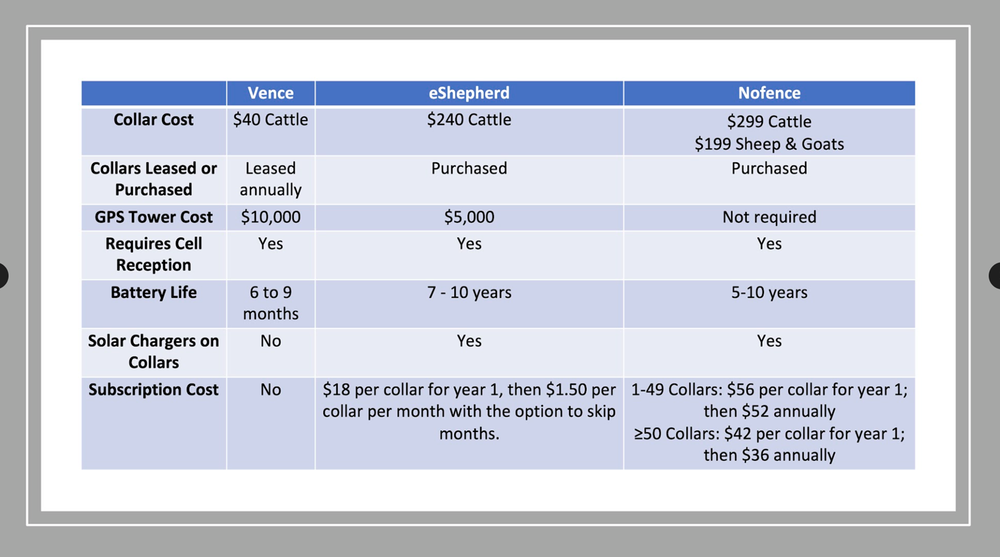 Vence eShepherd Nofence
Collar Cost $40 Cattle $240 Cattle $299 Cattle
$199 Sheep & Goats
Collars Leased or Purchased Leased annually Purchased Purchased
GPS Tower Cost $10,000 $5,000 Not required
Requires Cell Reception Yes Yes Yes
Battery Life 6 to 9 months 7 - 10 years 5-10 years
Solar Chargers on Collars No Yes Yes
Subscription Cost No $18 per collar for year 1, then $1.50 per collar per month with the option to skip months. 1-49 Collars: $56 per collar for year 1; then $52 annually
≥50 Collars: $42 per collar for year 1; then $36 annually